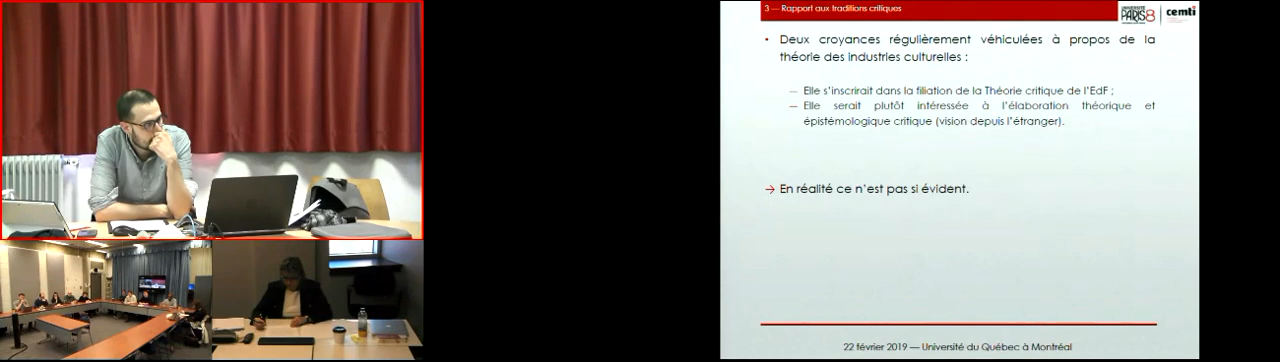 3 — Rapport aux traditions critiques
UNIVERSITÉ
PARIS8
cemti
• Deux croyances régulièrement véhiculées à propos de la
théorie des industries culturelles :
— Elle s'inscrirait dans la filiation de la Théorie critique de l'EdF ;
— Elle serait plutôt intéressée à l'élaboration théorique et
épistémologique critique (vision depuis l'étranger).
→ En réalité ce n'est pas si évident.
22 février 2019 — Université du Québec à Montréal